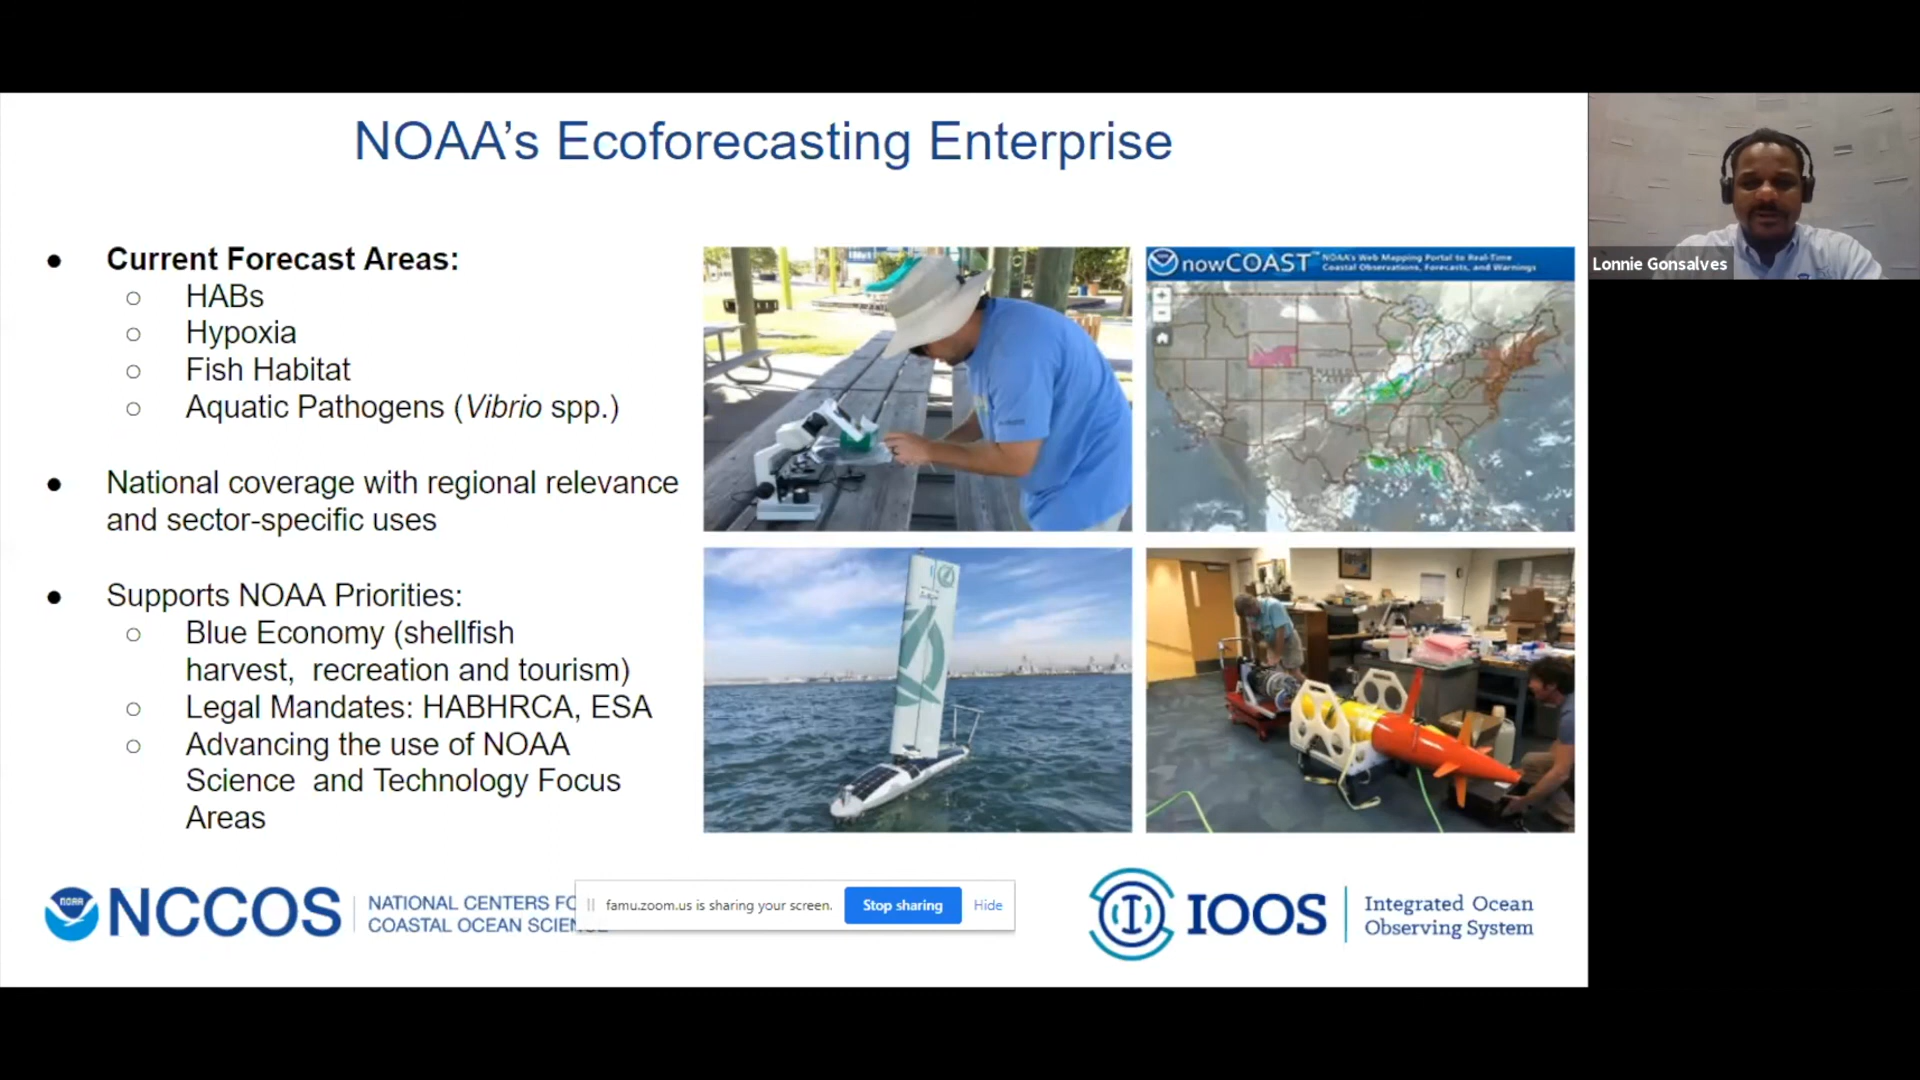 NOAA's Ecoforecasting Enterprise
Current Forecast Areas:
HABs
Hypoxia
Fish Habitat
Aquatic Pathogens (Vibrio spp.)
National coverage with regional relevance
and sector-specific uses
Supports NOAA Priorities:
Blue Economy (shellfish
harvest, recreation and tourism)
Legal Mandates: HABHRCA, ESA
Advancing the use of NOAA
Science and Technology Focus
Areas
nowCOAST™ NOAA's Web Mapping Portal to Real-Time
Coastal Observations, Forecasts, and Warnings
Lonnie Gonsalves
NOAA
NCCOS
NATIONAL CENTERS
COASTAL OCEAN
famu.zoom.us is sharing your screen.
Stop sharing
Hide
IOOS
Integrated Ocean
Observing System